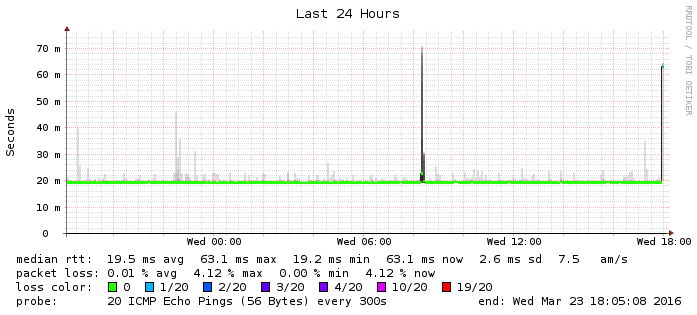 Last 24 Hours
RRDTOOL / TOBI OETIKER
Seconds
70 m
60 m
50 m
40 m
30 m
20 m
10 m
0
Wed 00:00 Wed 06:00 Wed 12:00 Wed 18:00
median rtt: 19.5 ms avg 63.1 ms max 19.2 ms min 63.1 ms now 2.6 ms sd 7.5 am/s
packet loss: 0.01 % avg 4.12 % max 0.00 % min 4.12 % now
loss color: 0 1/20 2/20 3/20 4/20 10/20 19/20
probe: 20 ICMP Echo Pings (56 Bytes) every 300s end: Wed Mar 23 18:05:08 2016